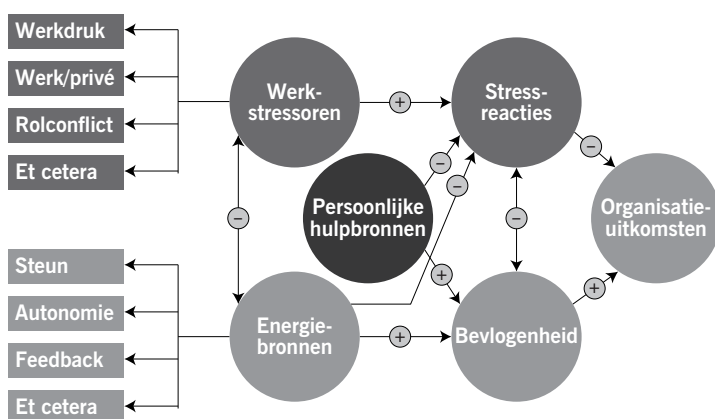 Werkdruk
Werk/privé
Rolconflict
Et cetera
Werk-
stressoren
+
Stress-
reacties
−
−
−
Persoonlijke
hulpbronnen
Organisatie-
uitkomsten
−
−
+
+
Steun
Autonomie
Feedback
Et cetera
Energie-
bronnen
+
Bevlogenheid